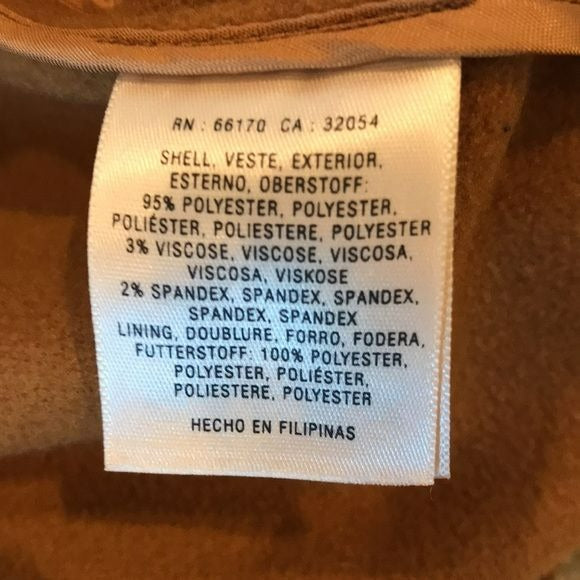 RN : 66170 CA : 32054
SHELL, VESTE, EXTERIOR,
ESTERNO, OBERSTOFF:
95% POLYESTER, POLYESTER,
POLIÉSTER, POLIESTERE, POLYESTER
3% VISCOSE, VISCOSE, VISCOSA,
VISCOSA, VISKOSE
2% SPANDEX, SPANDEX, SPANDEX,
SPANDEX, SPANDEX
LINING, DOUBLURE, FORRO, FODERA,
FUTTERSTOFF: 100% POLYESTER,
POLYESTER, POLIÉSTER,
POLIESTERE, POLYESTER
HECHO EN FILIPINAS